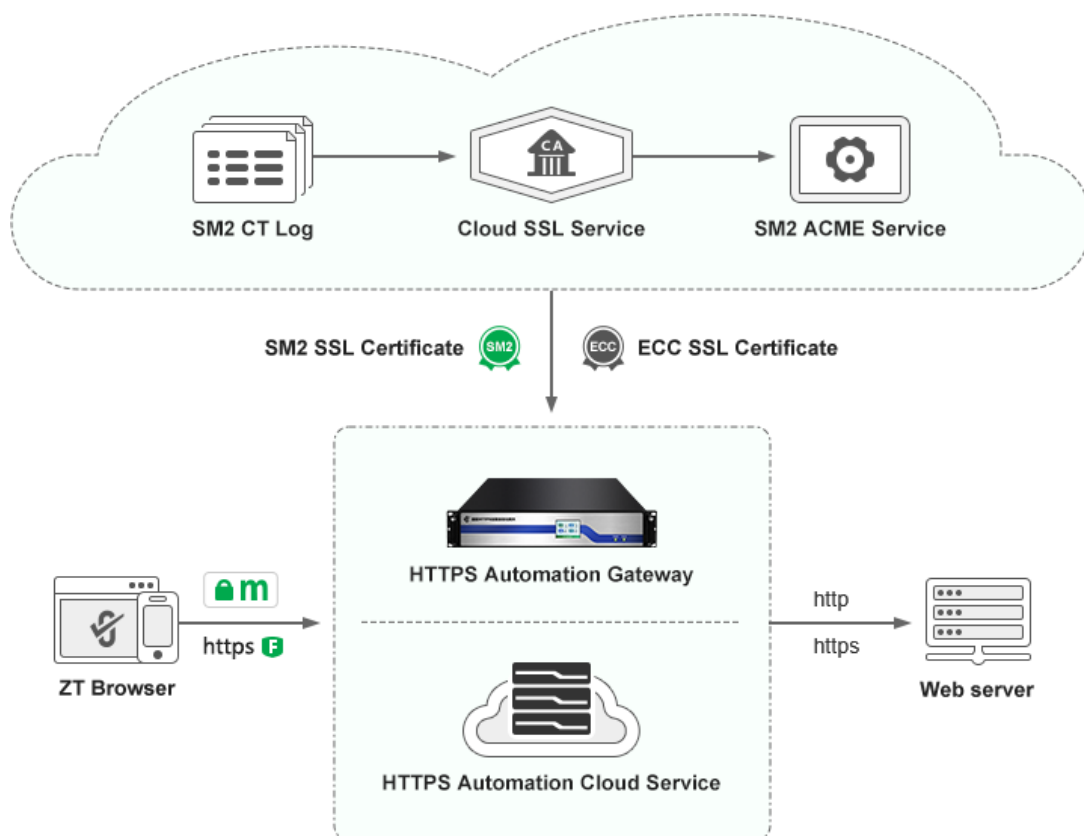 CA
SM2 CT Log
Cloud SSL Service
SM2 ACME Service
SM2 SSL Certificate
SM2
ECC
ECC SSL Certificate
HTTPS Automation Gateway
m
https F
ZT Browser
http
https
Web server
HTTPS Automation Cloud Service